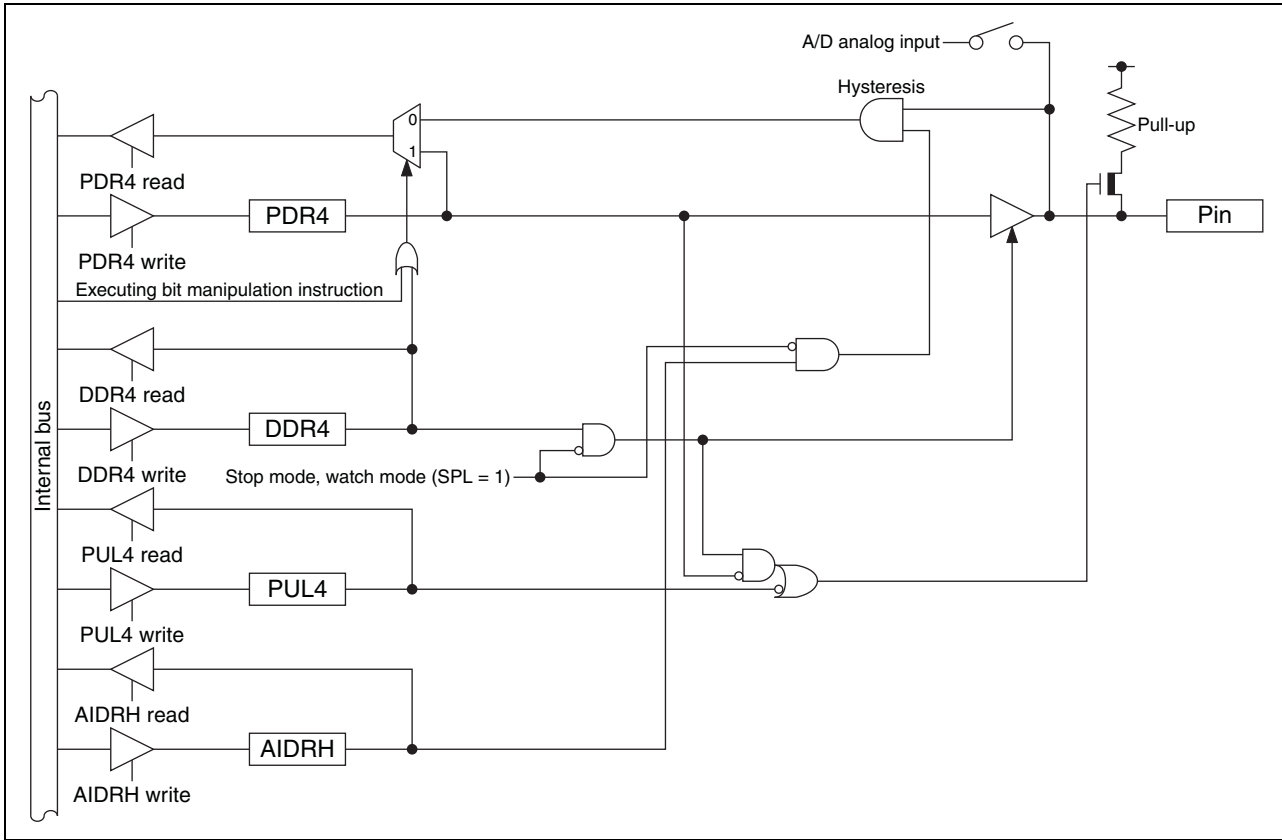 A/D analog input
Hysteresis
0
Pull-up
1
PDR4 read
PDR4
Pin
PDR4 write
Executing bit manipulation instruction
DDR4 read
DDR4
DDR4 write
Stop mode, watch mode (SPL = 1)
Internal bus
PUL4 read
PUL4
PUL4 write
AIDRH read
AIDRH
AIDRH write